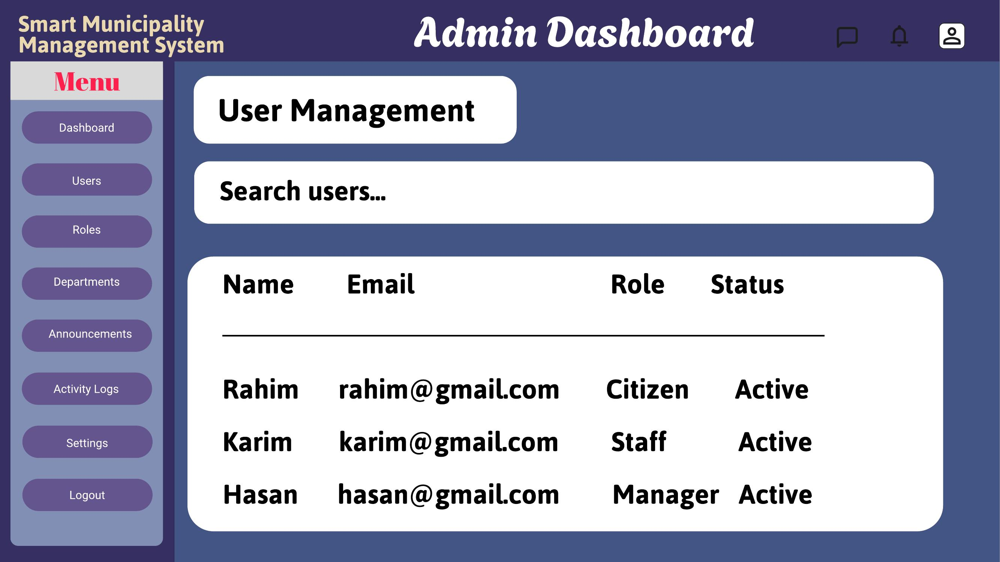 Smart Municipality
Management System
Admin Dashboard
Menu
Dashboard
Users
Roles
Departments
Announcements
Activity Logs
Settings
Logout
User Management
Search users...
Name Email Role Status
Rahim rahim@gmail.com Citizen Active
Karim karim@gmail.com Staff Active
Hasan hasan@gmail.com Manager Active